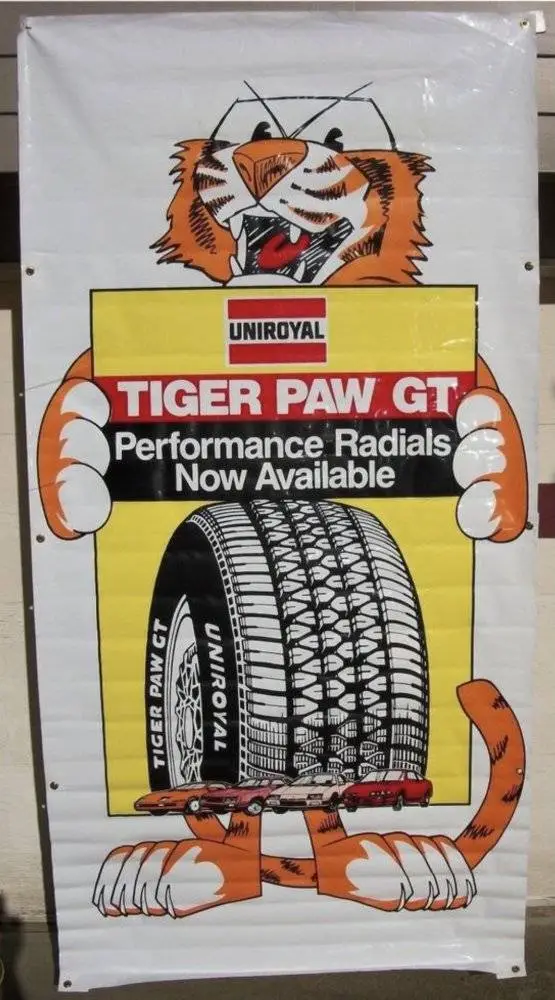 UNIROYAL
TIGER PAW GT
Performance Radials
Now Available
TIGER PAW GT
UNIROYAL